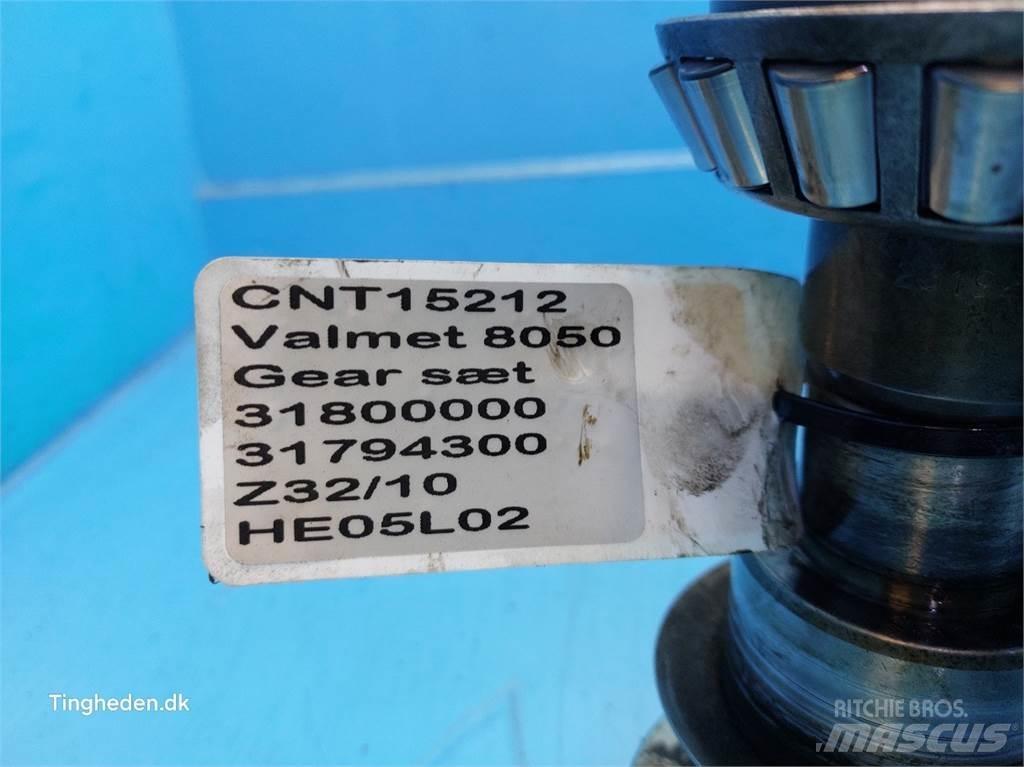 CNT15212
Valmet 8050
Gear sæt
31800000
31794300
Z32/10
HE05L02
Tingheden.dk
RITCHIE BROS.
MASCUS